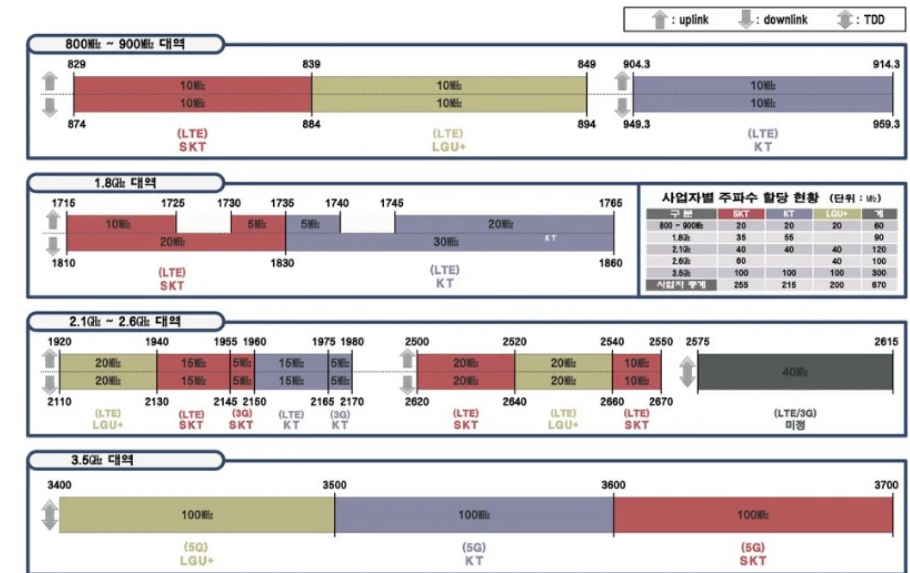 : uplink : downlink : TDD
800㎒ ~ 900㎒ 대역
829 839 849 904.3 914.3
10㎒ 10㎒ 10㎒
10㎒ 10㎒ 10㎒
874 884 894 949.3 959.3
(LTE) (LTE) (LTE)
SKT LGU+ KT
1.8㎓ 대역
1715 1725 1730 1735 1740 1745 1765
10㎒ 5㎒ 5㎒ 20㎒
20㎒ 30㎒ KT
1810 1830 1860
(LTE) (LTE)
SKT KT
사업자별 주파수 할당 현황 (단위 : ㎒)
구 분 SKT KT LGU+ 계
800 ~ 900㎒ 20 20 20 60
1.8㎓ 35 55 90
2.1㎓ 40 40 40 120
2.6㎓ 60 40 100
3.5㎓ 100 100 100 300
사업자 총계 255 215 200 670
2.1㎓ ~ 2.6㎓ 대역
1920 1940 1955 1960 1975 1980 2500 2520 2540 2550 2575 2615
20㎒ 15㎒ 5㎒ 15㎒ 5㎒ 20㎒ 20㎒ 10㎒
20㎒ 15㎒ 5㎒ 15㎒ 5㎒ 20㎒ 20㎒ 10㎒ 40㎒
2110 2130 2145 2150 2165 2170 2620 2640 2660 2670
(LTE) (LTE) (3G) (LTE) (3G) (LTE) (LTE) (LTE) (LTE/3G)
LGU+ SKT SKT KT KT SKT LGU+ SKT 미정
3.5㎓ 대역
3400 3500 3600 3700
100㎒ 100㎒ 100㎒
(5G) (5G) (5G)
LGU+ KT SKT